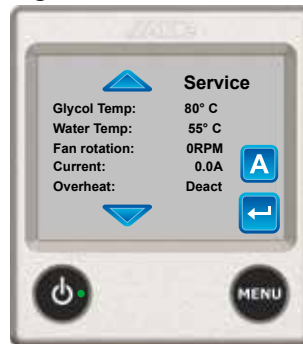 Service
Glycol Temp: 80° C
Water Temp: 55° C
Fan rotation: 0RPM
Current: 0.0A
Overheat: Deact
A
MENU